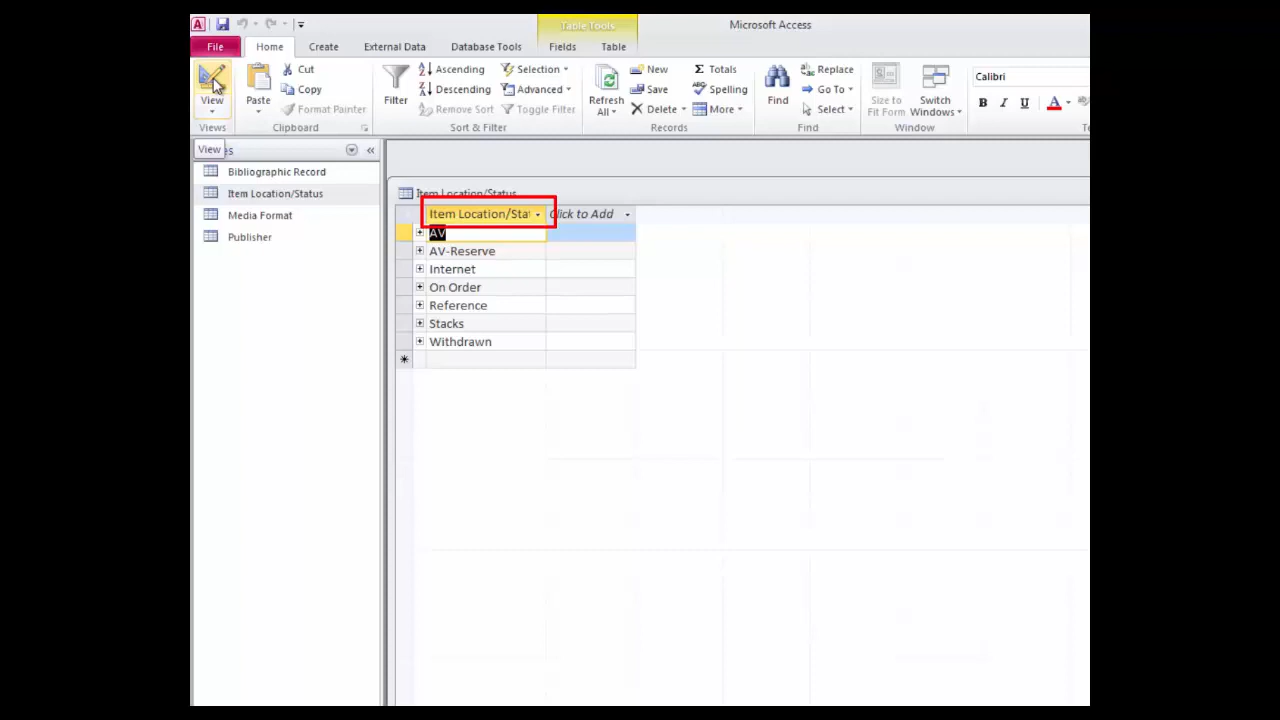 A
Table Tools
Microsoft Access
File Home Create External Data Database Tools Fields Table
View
Views
Paste
Cut
Copy
Format Painter
Clipboard
Filter
Ascending
Descending
Remove Sort
Selection
Advanced
Toggle Filter
Sort & Filter
Refresh
All
New
Save
Delete
Totals
Spelling
More
Records
Find
Replace
Go To
Select
Find
Size to
Fit Form
Switch
Windows
Window
Calibri
B I U A
View
Bibliographic Record
Item Location/Status
Media Format
Publisher
Item Location/Status
Item Location/Stat Click to Add
AV
AV-Reserve
Internet
On Order
Reference
Stacks
Withdrawn